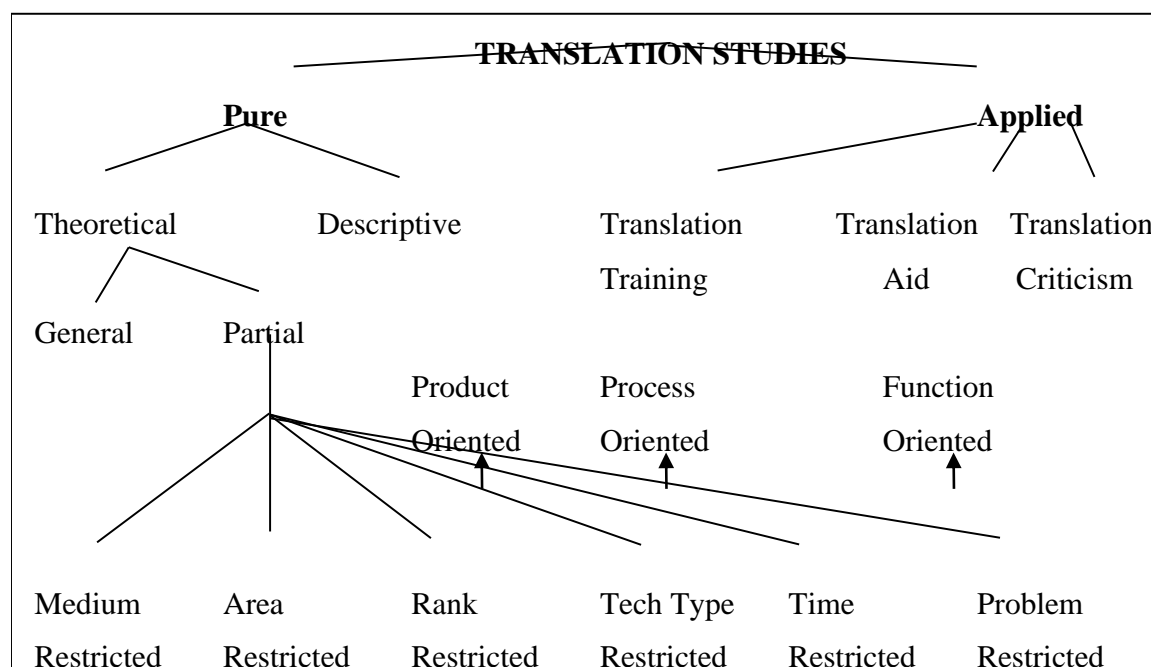 TRANSLATION STUDIES
Pure Applied
Theoretical Descriptive Translation Translation Translation
Training Aid Criticism
General Partial
Product Process Function
Oriented Oriented Oriented
Medium Area Rank Tech Type Time Problem
Restricted Restricted Restricted Restricted Restricted Restricted